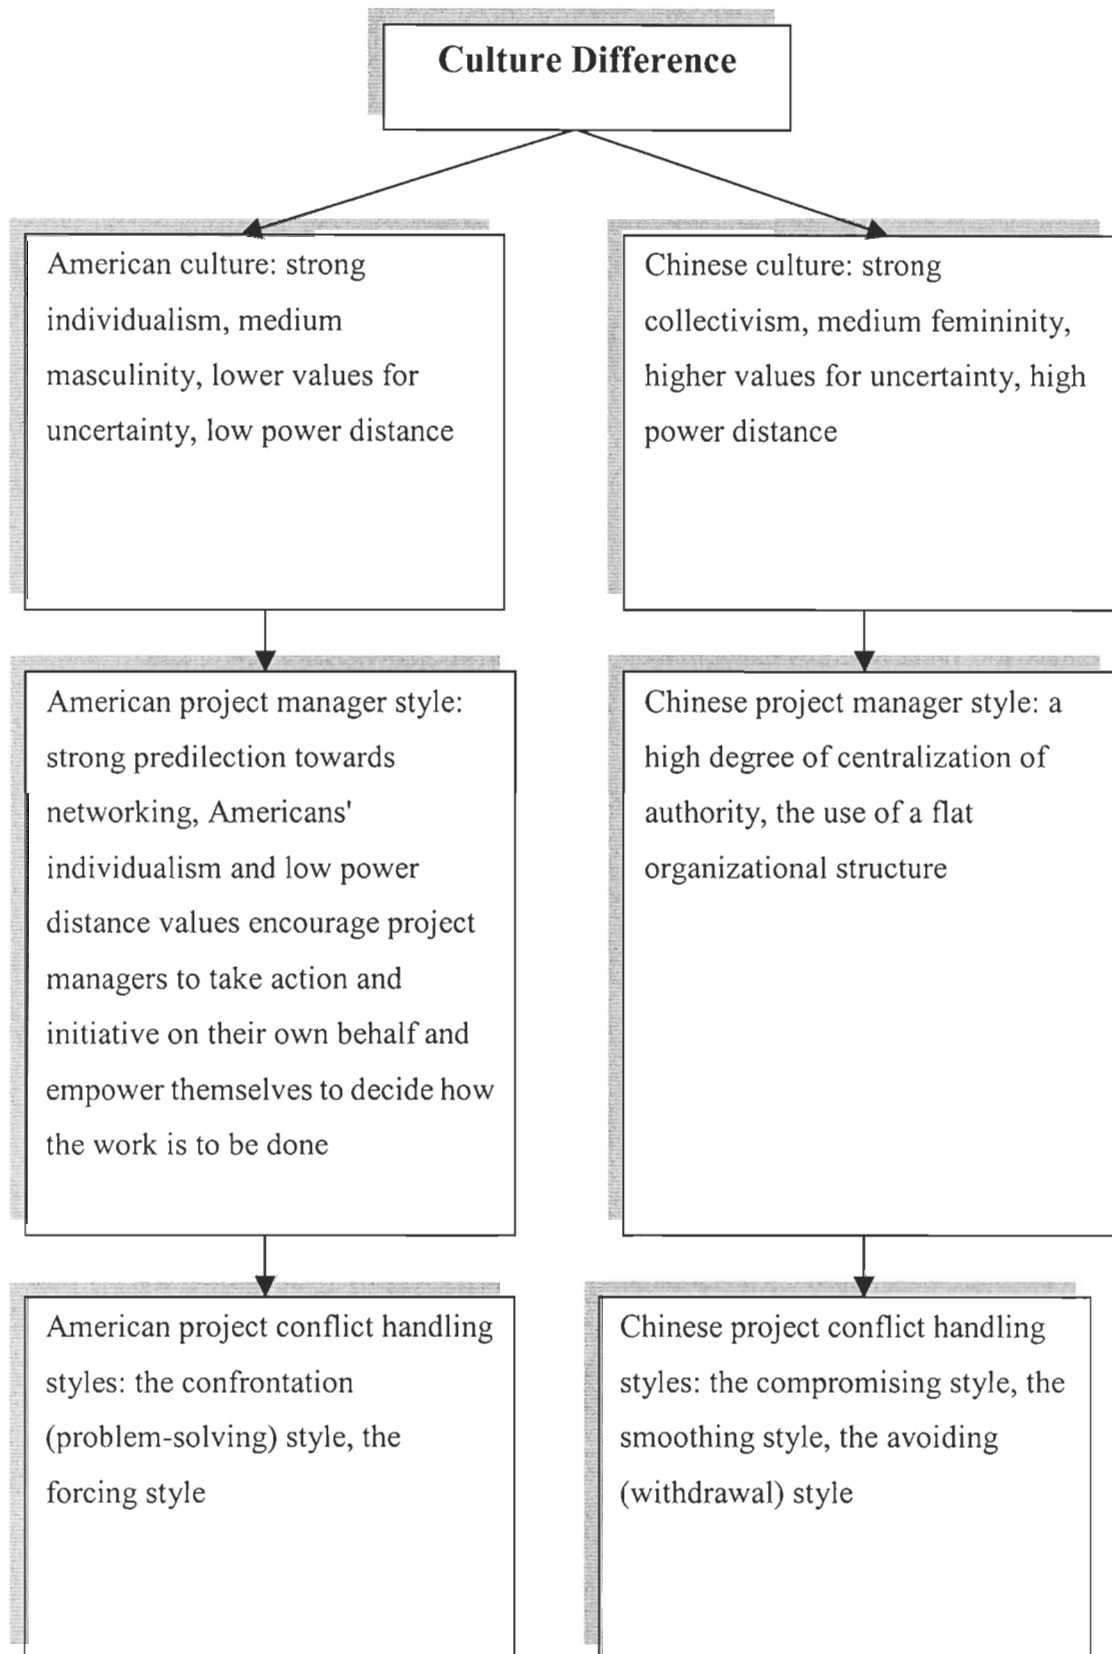 Culture Difference
American culture: strong
individualism, medium
masculinity, lower values for
uncertainty, low power distance
Chinese culture: strong
collectivism, medium femininity,
higher values for uncertainty, high
power distance
American project manager style:
strong predilection towards
networking, Americans'
individualism and low power
distance values encourage project
managers to take action and
initiative on their own behalf and
empower themselves to decide how
the work is to be done
Chinese project manager style: a
high degree of centralization of
authority, the use of a flat
organizational structure
American project conflict handling
styles: the confrontation
(problem-solving) style, the
forcing style
Chinese project conflict handling
styles: the compromising style, the
smoothing style, the avoiding
(withdrawal) style